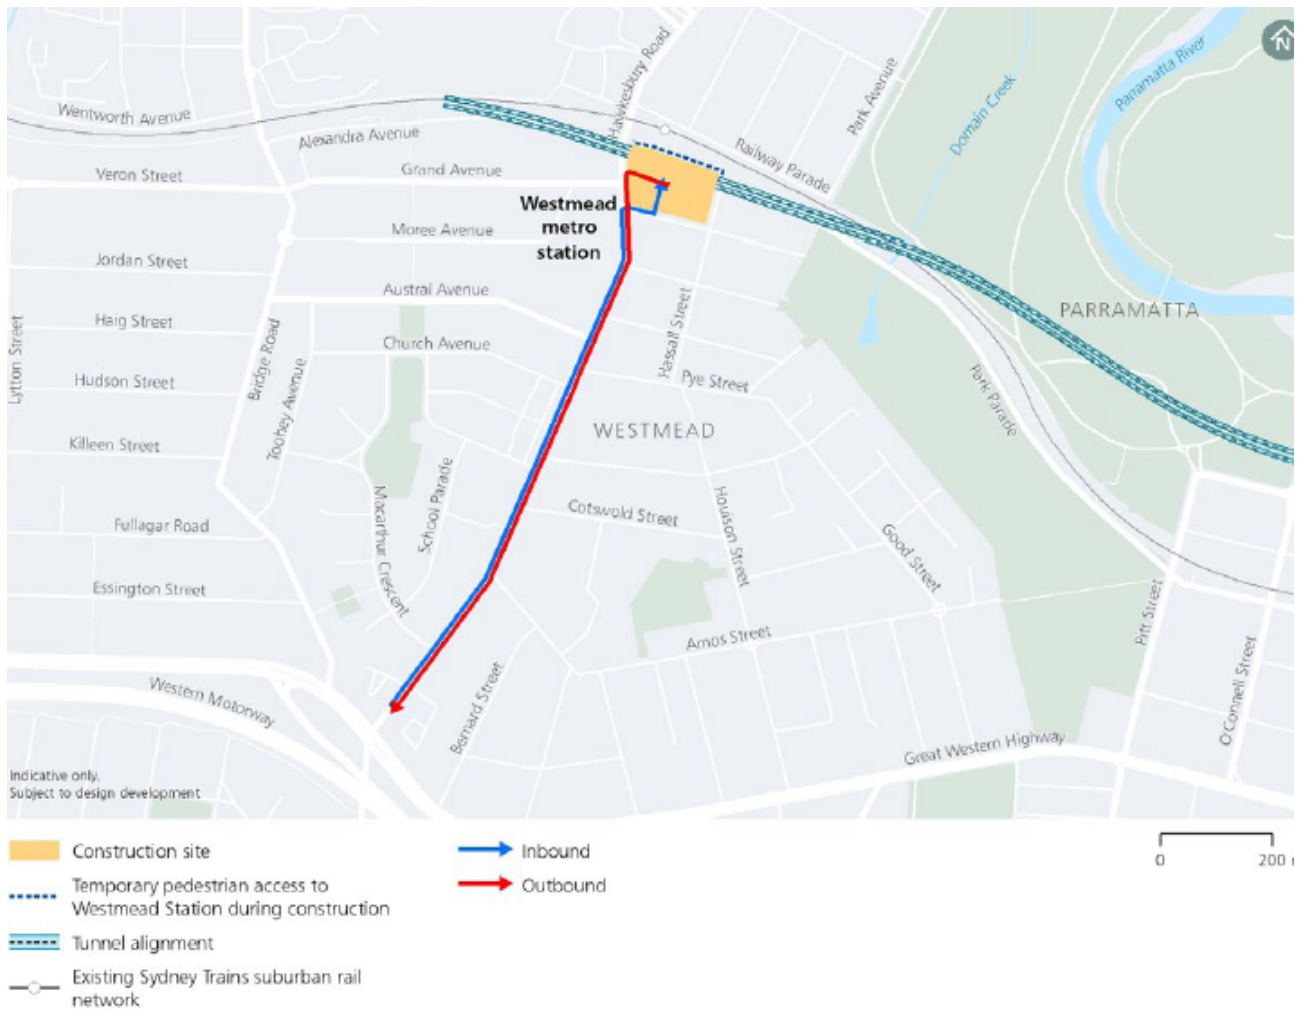 N
Hawkesbury Road
Park Avenue
Domain Creek
Parramatta River
Wentworth Avenue
Alexandra Avenue
Railway Parade
Veron Street
Grand Avenue
Westmead
metro
station
Moree Avenue
Jordan Street
Austral Avenue
PARRAMATTA
Haig Street
Church Avenue
Hassall Street
Lytton Street
Bridge Road
Toohey Avenue
Hudson Street
Pye Street
Park Parade
WESTMEAD
Killeen Street
Macarthur Crescent
School Parade
Cotswold Street
Houison Street
Good Street
Fullagar Road
Essington Street
Amos Street
Pitt Street
O'Connell Street
Western Motorway
Bernard Street
Great Western Highway
Indicative only.
Subject to design development
Construction site
Temporary pedestrian access to
Westmead Station during construction
Tunnel alignment
Existing Sydney Trains suburban rail
network
Inbound
Outbound
0 200